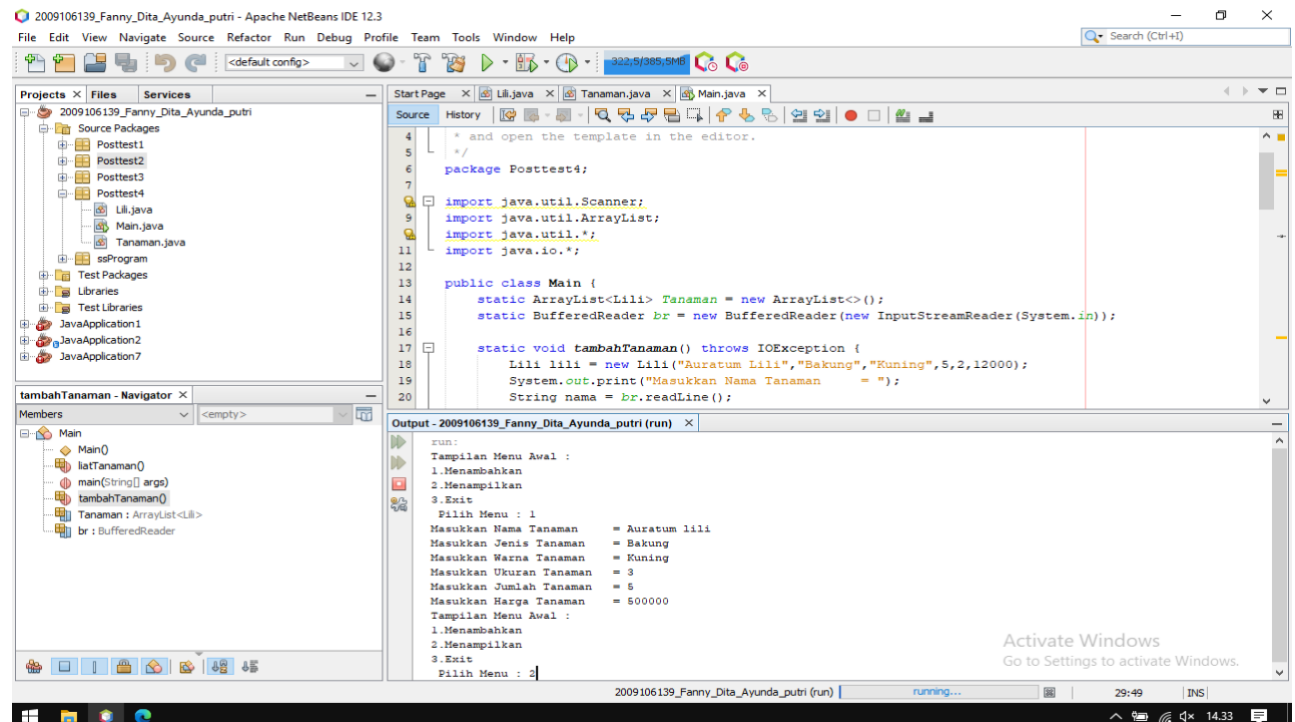 2009106139_Fanny_Dita_Ayunda_putri - Apache NetBeans IDE 12.3
File Edit View Navigate Source Refactor Run Debug Profile Team Tools Window Help
Search (Ctrl+I)
<default config>
322,5/385,5MB
Projects Files Services
2009106139_Fanny_Dita_Ayunda_putri
Source Packages
Posttest1
Posttest2
Posttest3
Posttest4
Lili.java
Main.java
Tanaman.java
ssProgram
Test Packages
Libraries
Test Libraries
JavaApplication1
JavaApplication2
JavaApplication7
tambahTanaman - Navigator
Members <empty>
Main
Main()
liatTanaman()
main(String[] args)
tambahTanaman()
Tanaman : ArrayList<Lili>
br : BufferedReader
Start Page Lili.java Tanaman.java Main.java
Source History
4 * and open the template in the editor.
5 */
6 package Posttest4;
7
import java.util.Scanner;
9 import java.util.ArrayList;
import java.util.*;
11 import java.io.*;
12
13 public class Main {
14 static ArrayList<Lili> Tanaman = new ArrayList<>();
15 static BufferedReader br = new BufferedReader(new InputStreamReader(System.in));
16
17 static void tambahTanaman() throws IOException {
18 Lili lili = new Lili("Auratum Lili","Bakung","Kuning",5,2,12000);
19 System.out.print("Masukkan Nama Tanaman = ");
20 String nama = br.readLine();
Output - 2009106139_Fanny_Dita_Ayunda_putri (run)
run:
Tampilan Menu Awal :
1.Menambahkan
2.Menampilkan
3.Exit
Pilih Menu : 1
Masukkan Nama Tanaman = Auratum lili
Masukkan Jenis Tanaman = Bakung
Masukkan Warna Tanaman = Kuning
Masukkan Ukuran Tanaman = 3
Masukkan Jumlah Tanaman = 5
Masukkan Harga Tanaman = 500000
Tampilan Menu Awal :
1.Menambahkan
2.Menampilkan
3.Exit
Pilih Menu : 2
Activate Windows
Go to Settings to activate Windows.
2009106139_Fanny_Dita_Ayunda_putri (run) running... 29:49 INS
14.33